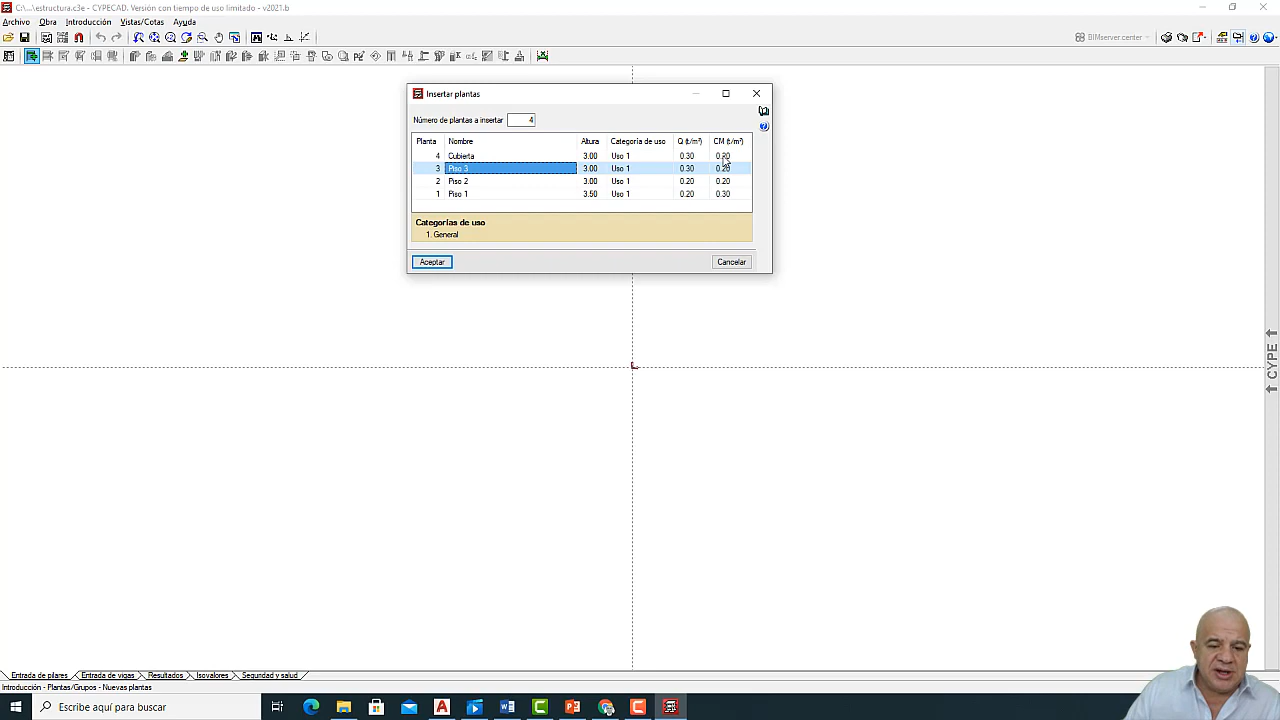 C:\...\estructura.c3e - CYPECAD. Versión con tiempo de uso limitado - v2021.b
Archivo Obra Introducción Vistas/Cotas Ayuda
BIMserver.center
Insertar plantas
Número de plantas a insertar 4
Planta Nombre Altura Categoría de uso Q (t/m²) CM (t/m²)
4 Cubierta 3.00 Uso 1 0.30 0.20
3 Piso 3 3.00 Uso 1 0.30 0.20
2 Piso 2 3.00 Uso 1 0.20 0.20
1 Piso 1 3.50 Uso 1 0.20 0.30
Categorías de uso
1. General
Aceptar Cancelar
CYPE
Entrada de pilares Entrada de vigas Resultados Isovalores Seguridad y salud
Introducción - Plantas/Grupos - Nuevas plantas
Escribe aquí para buscar